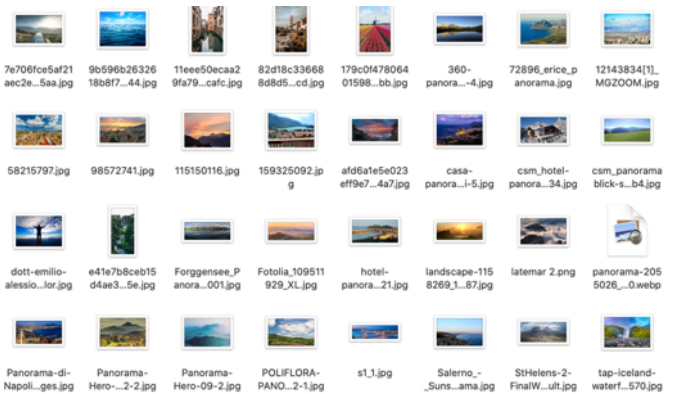 7e706fce5af21
aec2e...5aa.jpg
9b596b26326
18b8f7...44.jpg
11eee50ecaa2
9fa79...cafc.jpg
82d18c33668
8d8d5...cd.jpg
179c0f478064
01598...bb.jpg
360-
panora...-4.jpg
72896_erice_p
anorama.jpg
12143834[1]_
MGZOOM.jpg
58215797.jpg
98572741.jpg
115150116.jpg
159325092.jp
g
afd6a1e5e023
eff9e7...4a7.jpg
casa-
panora...i-5.jpg
csm_hotel-
panora...34.jpg
csm_panorama
blick-s...b4.jpg
dott-emilio-
alessio...lor.jpg
e41e7b8ceb15
d4ae3...5e.jpg
Forggensee_P
anora...001.jpg
Fotolia_109511
929_XL.jpg
hotel-
panora...21.jpg
landscape-115
8269_1...87.jpg
latemar 2.png
panorama-205
5026_...0.webp
Panorama-di-
Napoli...ges.jpg
Panorama-
Hero-...2-2.jpg
Panorama-
Hero-09-2.jpg
POLIFLORA-
PANO...2-1.jpg
s1_1.jpg
Salerno_-
_Suns...ama.jpg
StHelens-2-
FinalW...ult.jpg
tap-iceland-
waterf...570.jpg